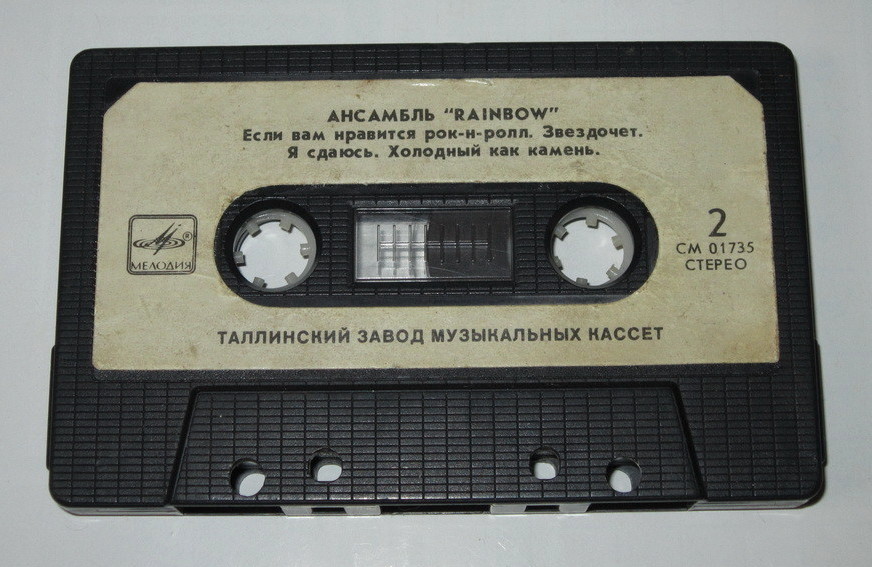 АНСАМБЛЬ "RAINBOW"
Если вам нравится рок-н-ролл. Звездочет.
Я сдаюсь. Холодный как камень.
®
МЕЛОДИЯ
2
СМ 01735
СТЕРЕО
ТАЛЛИНСКИЙ ЗАВОД МУЗЫКАЛЬНЫХ КАССЕТ